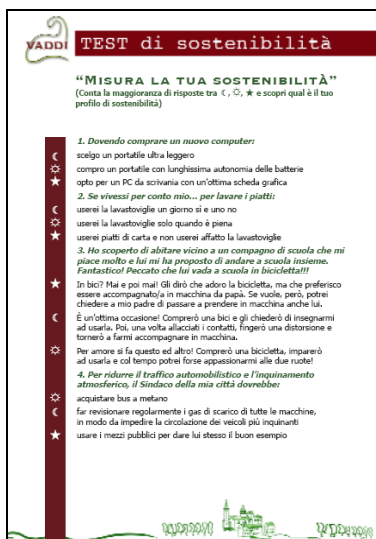 VADDI
TEST di sostenibilità
“MISURA LA TUA SOSTENIBILITÀ”
(Conta la maggioranza di risposte tra ☾, ☼, ★ e scopri qual è il tuo
profilo di sostenibilità)
1. Dovendo comprare un nuovo computer:
☾ scelgo un portatile ultra leggero
☼ compro un portatile con lunghissima autonomia delle batterie
★ opto per un PC da scrivania con un’ottima scheda grafica
2. Se vivessi per conto mio... per lavare i piatti:
☾ userei la lavastoviglie un giorno sì e uno no
☼ userei la lavastoviglie solo quando è piena
★ userei piatti di carta e non userei affatto la lavastoviglie
3. Ho scoperto di abitare vicino a un compagno di scuola che mi
piace molto e lui mi ha proposto di andare a scuola insieme.
Fantastico! Peccato che lui vada a scuola in bicicletta!!!
★ In bici? Mai e poi mai! Gli dirò che adoro la bicicletta, ma che preferisco
essere accompagnato/a in macchina da papà. Se vuole, però, potrei
chiedere a mio padre di passare a prendere in macchina anche lui.
☾ È un’ottima occasione! Comprerò una bici e gli chiederò di insegnarmi
ad usarla. Poi, una volta allacciati i contatti, fingerò una distorsione e
tornerò a farmi accompagnare in macchina.
☼ Per amore si fa questo ed altro! Comprerò una bicicletta, imparerò
ad usarla e col tempo potrei forse appassionarmi alle due ruote!
4. Per ridurre il traffico automobilistico e l’inquinamento
atmosferico, il Sindaco della mia città dovrebbe:
☼ acquistare bus a metano
☾ far revisionare regolarmente i gas di scarico di tutte le macchine,
in modo da impedire la circolazione dei veicoli più inquinanti
★ usare i mezzi pubblici per dare lui stesso il buon esempio